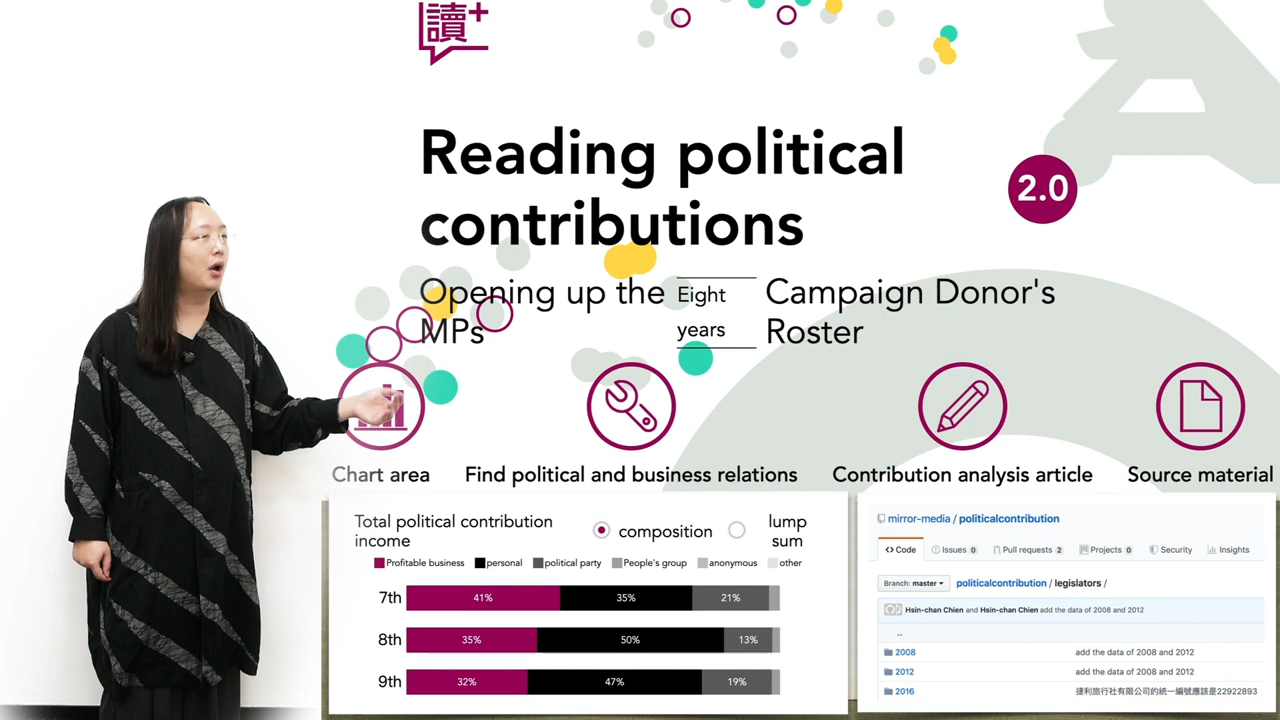 讀+
Reading political
contributions
2.0
Opening up the Eight years Campaign Donor's
MPs Roster
Chart area
Find political and business relations
Contribution analysis article
Source material
Total political contribution
income
composition
lump
sum
Profitable business personal political party People's group anonymous other
7th 41% 35% 21%
8th 35% 50% 13%
9th 32% 47% 19%
mirror-media / politicalcontribution
Code Issues 0 Pull requests 2 Projects 0 Security Insights
Branch: master politicalcontribution / legislators /
Hsin-chan Chien and Hsin-chan Chien add the data of 2008 and 2012
..
2008 add the data of 2008 and 2012
2012 add the data of 2008 and 2012
2016 捷利旅行社有限公司的統一編號應該是22922893